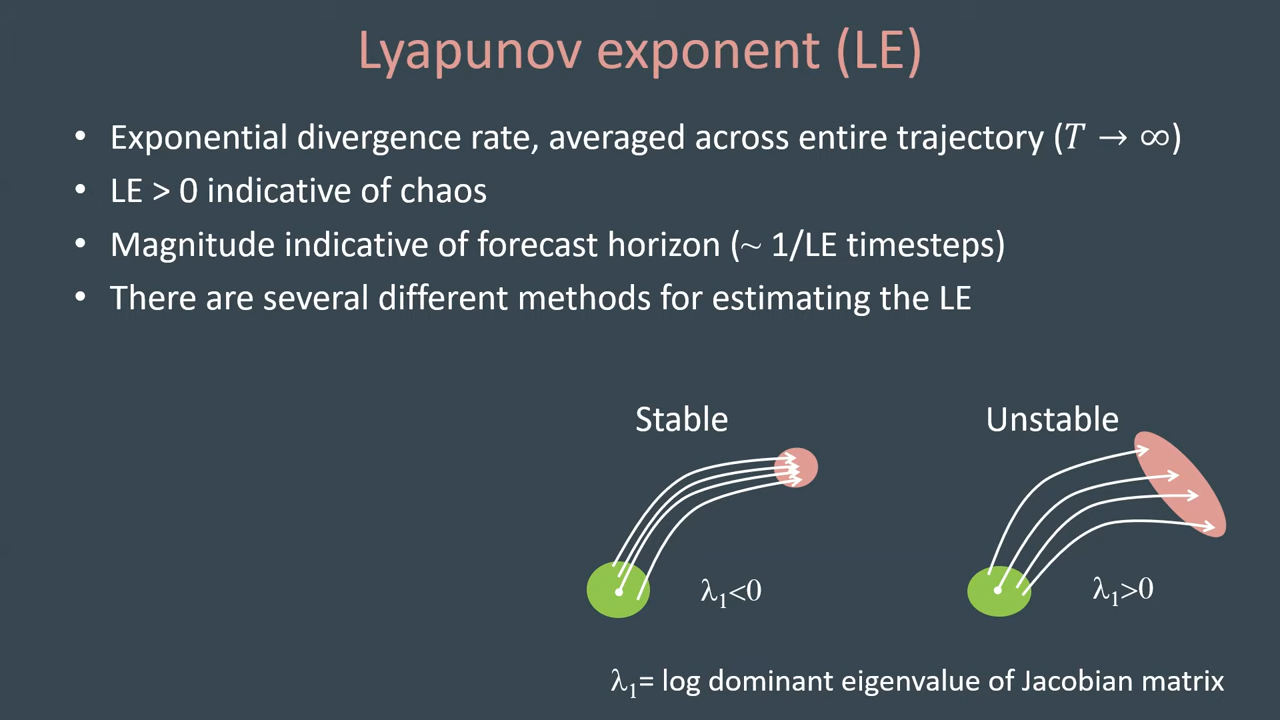 Lyapunov exponent (LE)
• Exponential divergence rate, averaged across entire trajectory (T → ∞)
• LE > 0 indicative of chaos
• Magnitude indicative of forecast horizon (~ 1/LE timesteps)
• There are several different methods for estimating the LE
Stable
Unstable
λ₁<0
λ₁>0
λ₁= log dominant eigenvalue of Jacobian matrix